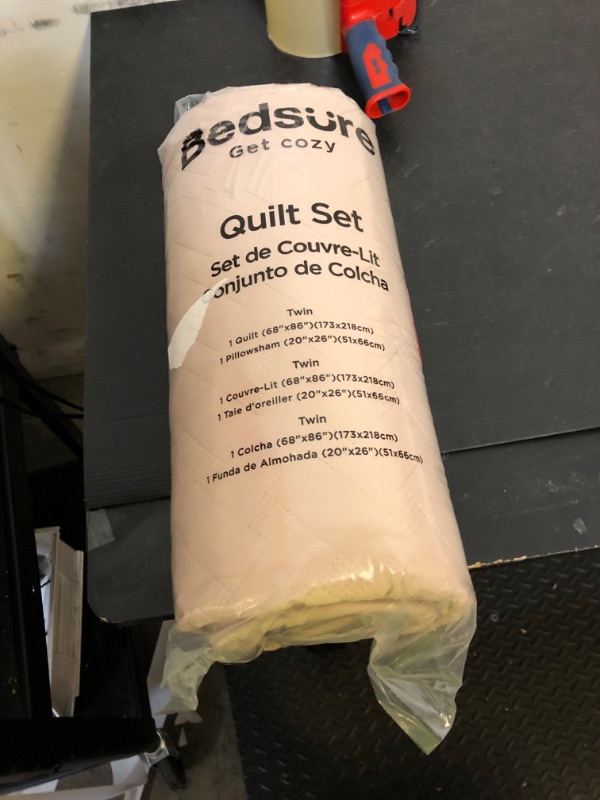 Bedsure
Get cozy
Quilt Set
Set de Couvre-Lit
Conjunto de Colcha
Twin
1 Quilt (68"x86")(173x218cm)
1 Pillowsham (20"x26")(51x66cm)
Twin
1 Couvre-Lit (68"x86")(173x218cm)
1 Taie d'oreiller (20"x26")(51x66cm)
Twin
1 Colcha (68"x86")(173x218cm)
1 Funda de Almohada (20"x26")(51x66cm)